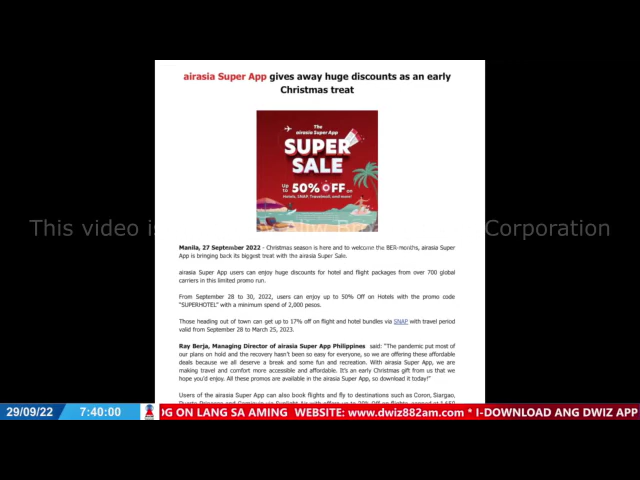 airasia Super App gives away huge discounts as an early
Christmas treat
The
airasia Super App
SUPER
SALE
Up to 50% OFF on
Hotels, SNAP, Travelmall, and more!
This video is
Corporation
Manila, 27 September 2022 - Christmas season is here and to welcome the BER-months, airasia Super
App is bringing back its biggest treat with the airasia Super Sale.
airasia Super App users can enjoy huge discounts for hotel and flight packages from over 700 global
carriers in this limited promo run.
From September 28 to 30, 2022, users can enjoy up to 50% Off on Hotels with the promo code
"SUPERHOTEL" with a minimum spend of 2,000 pesos.
Those heading out of town can get up to 17% off on flight and hotel bundles via SNAP with travel period
valid from September 28 to March 25, 2023.
Ray Berja, Managing Director of airasia Super App Philippines said: "The pandemic put most of
our plans on hold and the recovery hasn't been so easy for everyone, so we are offering these affordable
deals because we all deserve a break and some fun and recreation. With airasia Super App, we are
making travel and comfort more accessible and affordable. It's an early Christmas gift from us that we
hope you'd enjoy. All these promos are available in the airasia Super App, so download it today!"
Users of the airasia Super App can also book flights and fly to destinations such as Coron, Siargao,
29/09/22 7:40:00 OG ON LANG SA AMING WEBSITE: www.dwiz882am.com * I-DOWNLOAD ANG DWIZ APP